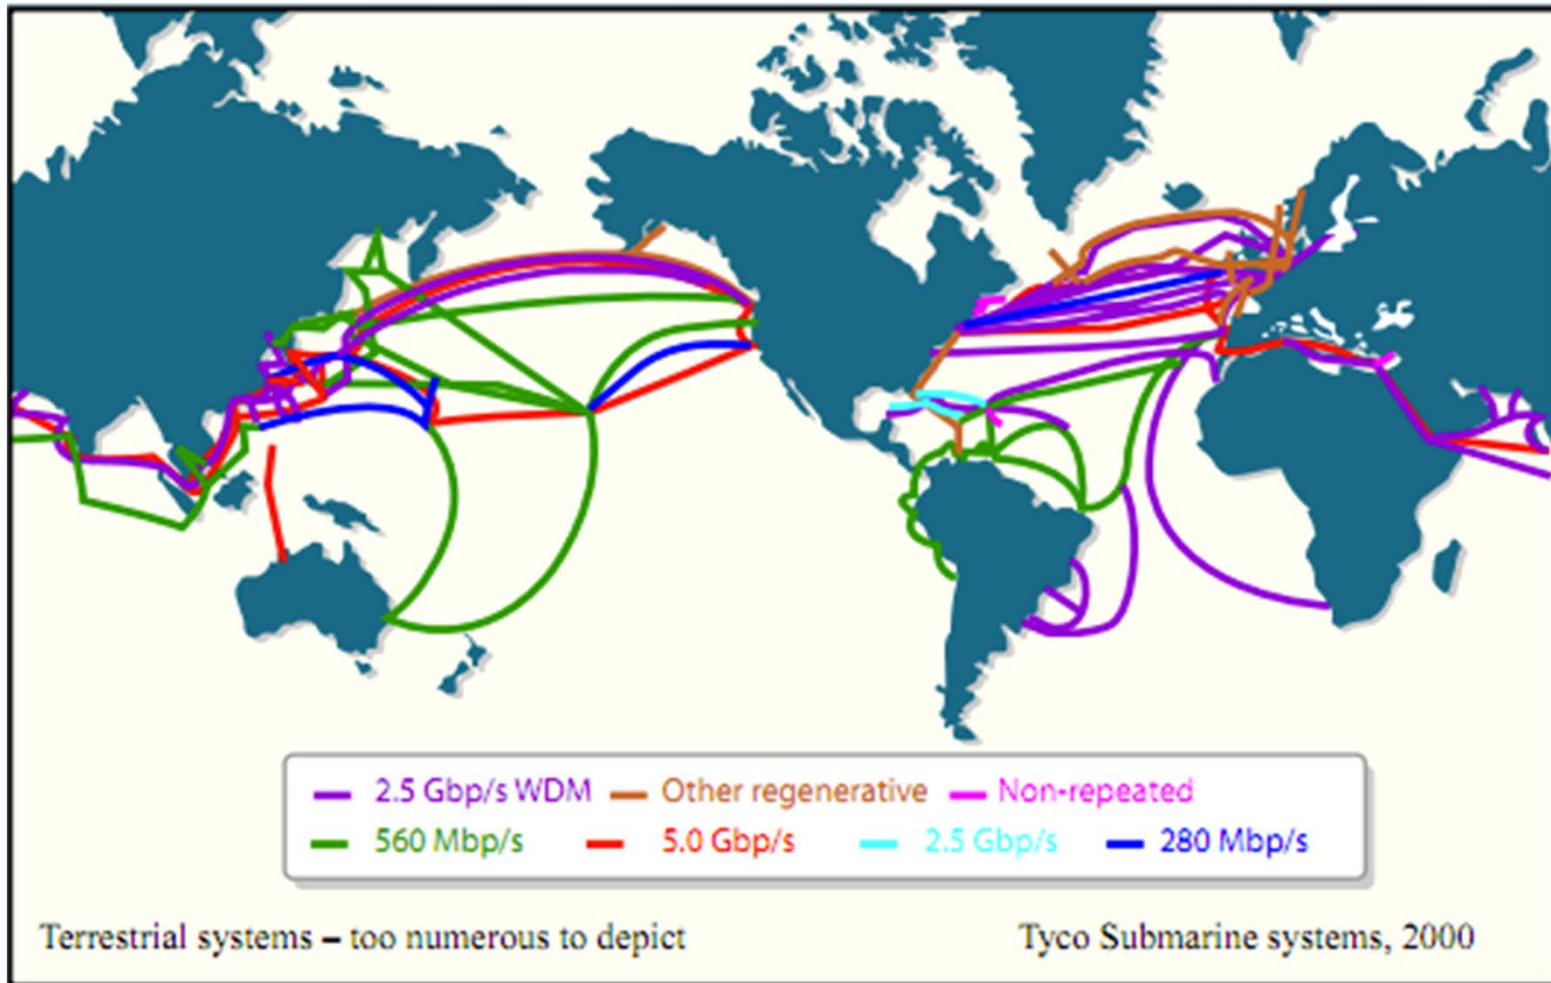 2.5 Gbp/s WDM Other regenerative Non-repeated
560 Mbp/s 5.0 Gbp/s 2.5 Gbp/s 280 Mbp/s
Terrestrial systems – too numerous to depict Tyco Submarine systems, 2000